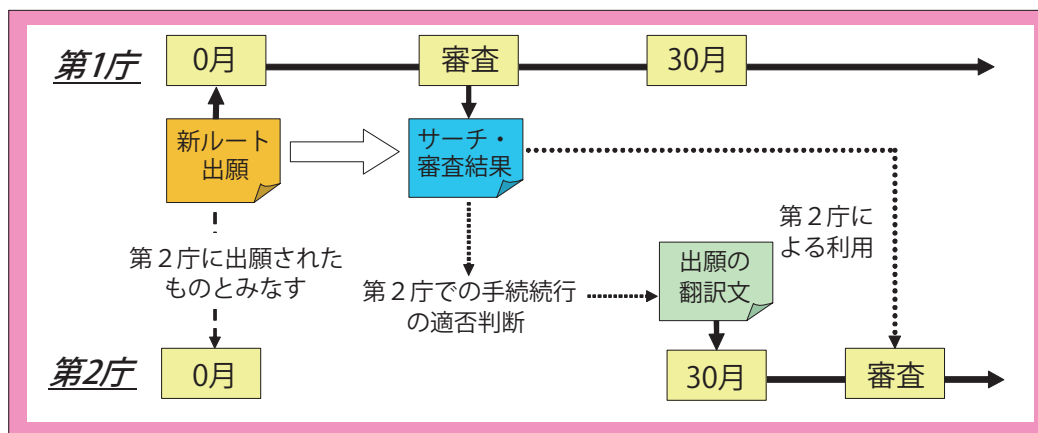 第1庁
0月
審査
30月
新ルート
出願
サーチ・
審査結果
第２庁に出願された
ものとみなす
第２庁での手続続行
の適否判断
出願の
翻訳文
第２庁に
よる利用
第2庁
0月
30月
審査